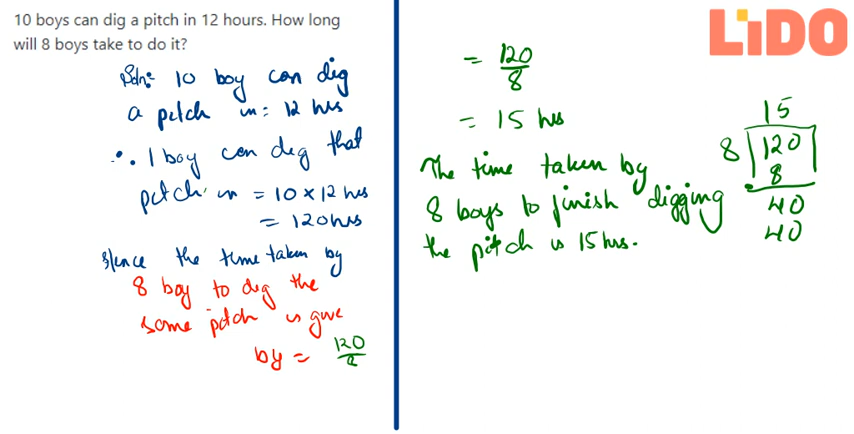 10 boys can dig a pitch in 12 hours. How long
will 8 boys take to do it?
Soln: 10 boy can dig
a pitch in = 12 hrs
∴ 1 boy can dig that
pitch in = 10 × 12 hrs
= 120 hrs
Hence the time taken by
8 boy to dig the
same pitch is give
by = 120/8
LiDO
= 120/8
= 15 hrs
The time taken by
8 boys to finish digging
the pitch is 15 hrs.
15
8 120
8
40
40